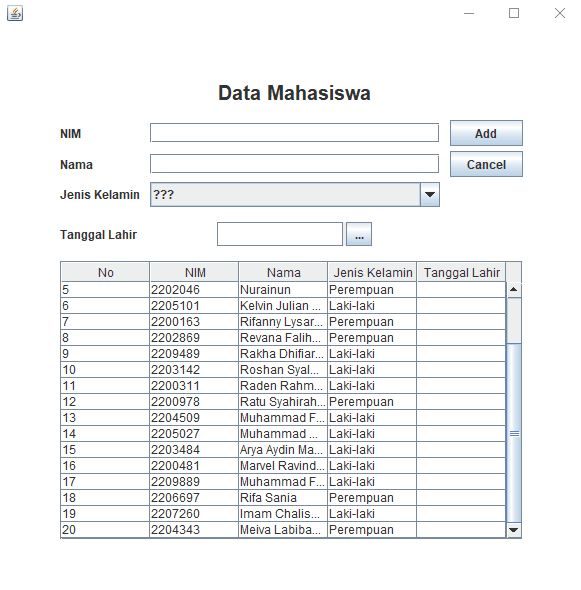 Data Mahasiswa
NIM Add
Nama Cancel
Jenis Kelamin ???
Tanggal Lahir ...
No NIM Nama Jenis Kelamin Tanggal Lahir
5 2202046 Nurainun Perempuan
6 2205101 Kelvin Julian ... Laki-laki
7 2200163 Rifanny Lysar... Perempuan
8 2202869 Revana Falih... Perempuan
9 2209489 Rakha Dhifiar... Laki-laki
10 2203142 Roshan Syal... Laki-laki
11 2200311 Raden Rahm... Laki-laki
12 2200978 Ratu Syahirah... Perempuan
13 2204509 Muhammad F... Laki-laki
14 2205027 Muhammad ... Laki-laki
15 2203484 Arya Aydin Ma... Laki-laki
16 2200481 Marvel Ravind... Laki-laki
17 2209889 Muhammad F... Laki-laki
18 2206697 Rifa Sania Perempuan
19 2207260 Imam Chalis... Laki-laki
20 2204343 Meiva Labiba... Perempuan